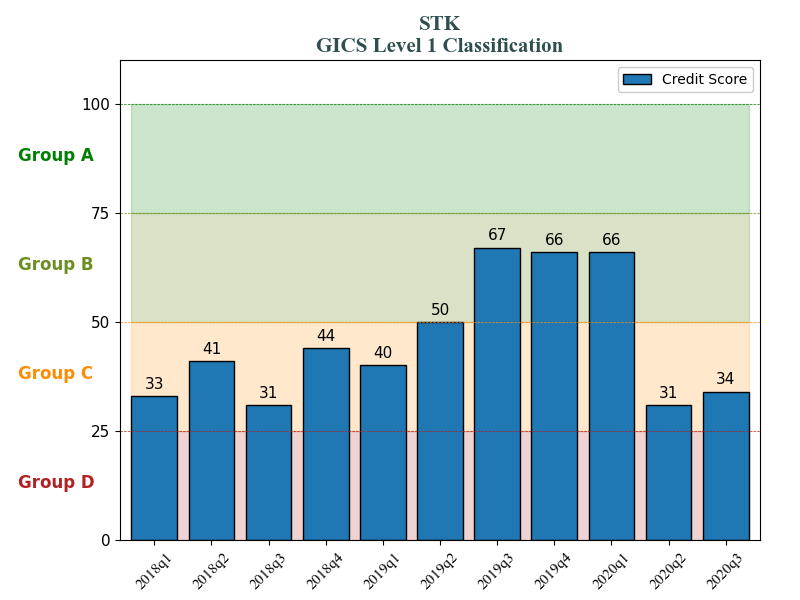 STK
GICS Level 1 Classification
Credit Score
100
Group A
75
Group B
50
Group C
25
Group D
0
33
41
31
44
40
50
67
66
66
31
34
2018q1
2018q2
2018q3
2018q4
2019q1
2019q2
2019q3
2019q4
2020q1
2020q2
2020q3